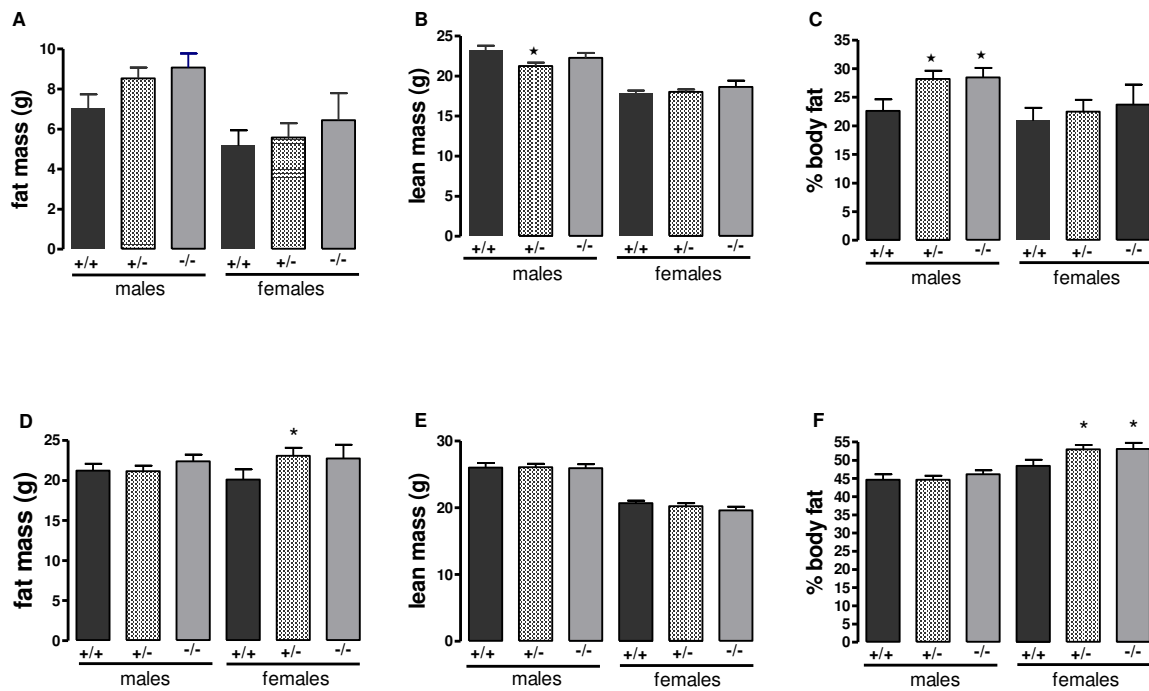 A
fat mass (g)
10
8
6
4
2
0
+/+ +/- -/- +/+ +/- -/-
males females
B
lean mass (g)
25
20
15
10
5
0
★
+/+ +/- -/- +/+ +/- -/-
males females
C
% body fat
35
30
25
20
15
10
5
0
★ ★
+/+ +/- -/- +/+ +/- -/-
males females
D
fat mass (g)
25
20
15
10
5
0
*
+/+ +/- -/- +/+ +/- -/-
males females
E
lean mass (g)
30
20
10
0
+/+ +/- -/- +/+ +/- -/-
males females
F
% body fat
55
50
45
40
35
30
25
20
15
10
5
0
* *
+/+ +/- -/- +/+ +/- -/-
males females